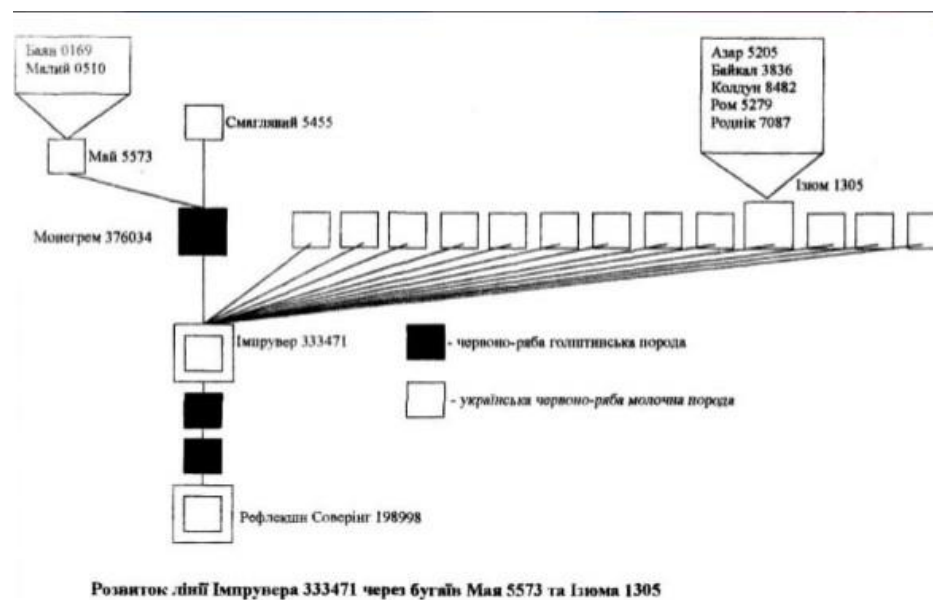 Баян 0169
Малий 0510
Азар 5205
Байкал 3836
Колдун 8482
Ром 5279
Роднік 7087
Смаглявий 5455
Май 5573
Ізюм 1305
Монегрем 376034
Імпрувер 333471
- червоно-ряба голштинська порода
- українська червоно-ряба молочна порода
Рефлекшн Соверінг 198998
Розвиток лінії Імпрувера 333471 через бугаїв Мая 5573 та Ізюма 1305